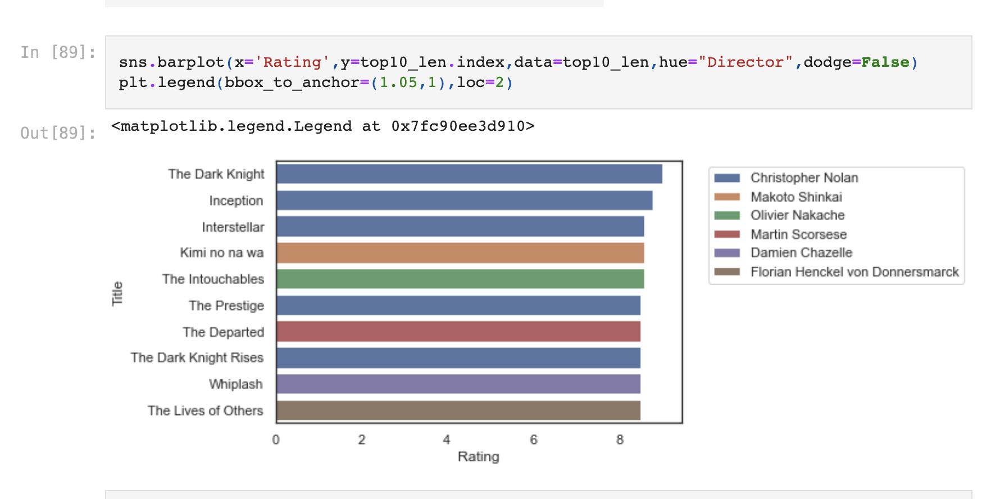 In [89]:
sns.barplot(x='Rating',y=top10_len.index,data=top10_len,hue="Director",dodge=False)
plt.legend(bbox_to_anchor=(1.05,1),loc=2)
Out[89]:
<matplotlib.legend.Legend at 0x7fc90ee3d910>
Title
The Dark Knight
Inception
Interstellar
Kimi no na wa
The Intouchables
The Prestige
The Departed
The Dark Knight Rises
Whiplash
The Lives of Others
0 2 4 6 8
Rating
Christopher Nolan
Makoto Shinkai
Olivier Nakache
Martin Scorsese
Damien Chazelle
Florian Henckel von Donnersmarck